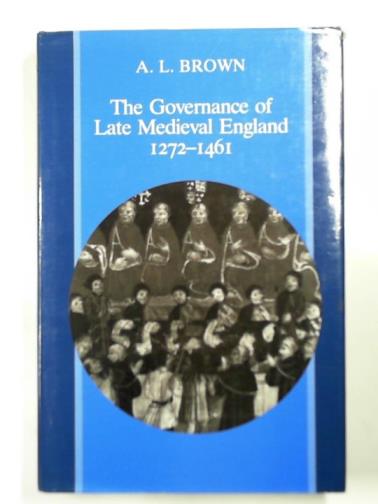 A. L. BROWN
The Governance of
Late Medieval England
1272–1461